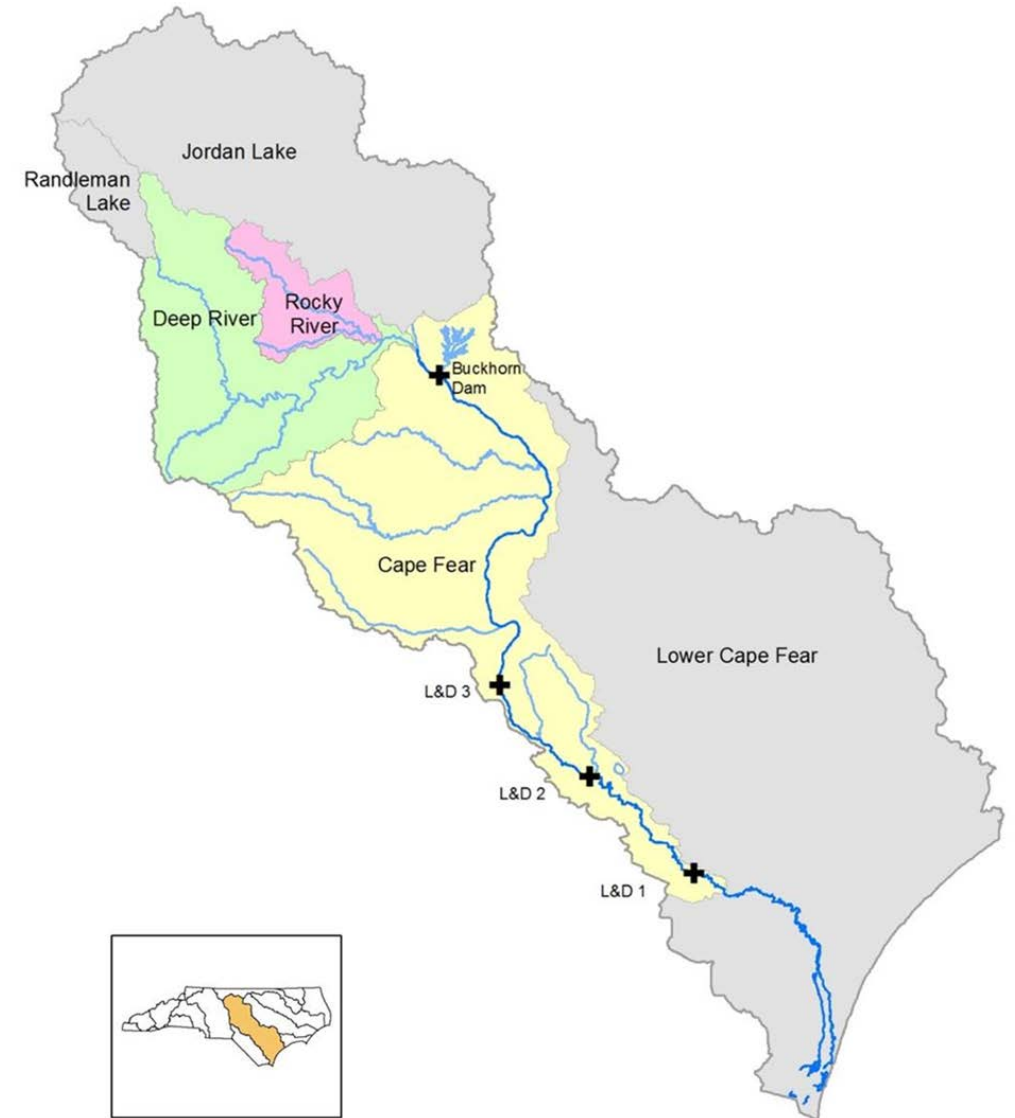 Jordan Lake
Randleman
Lake
Rocky
River
Deep River
Buckhorn
Dam
Cape Fear
Lower Cape Fear
L&D 3
L&D 2
L&D 1